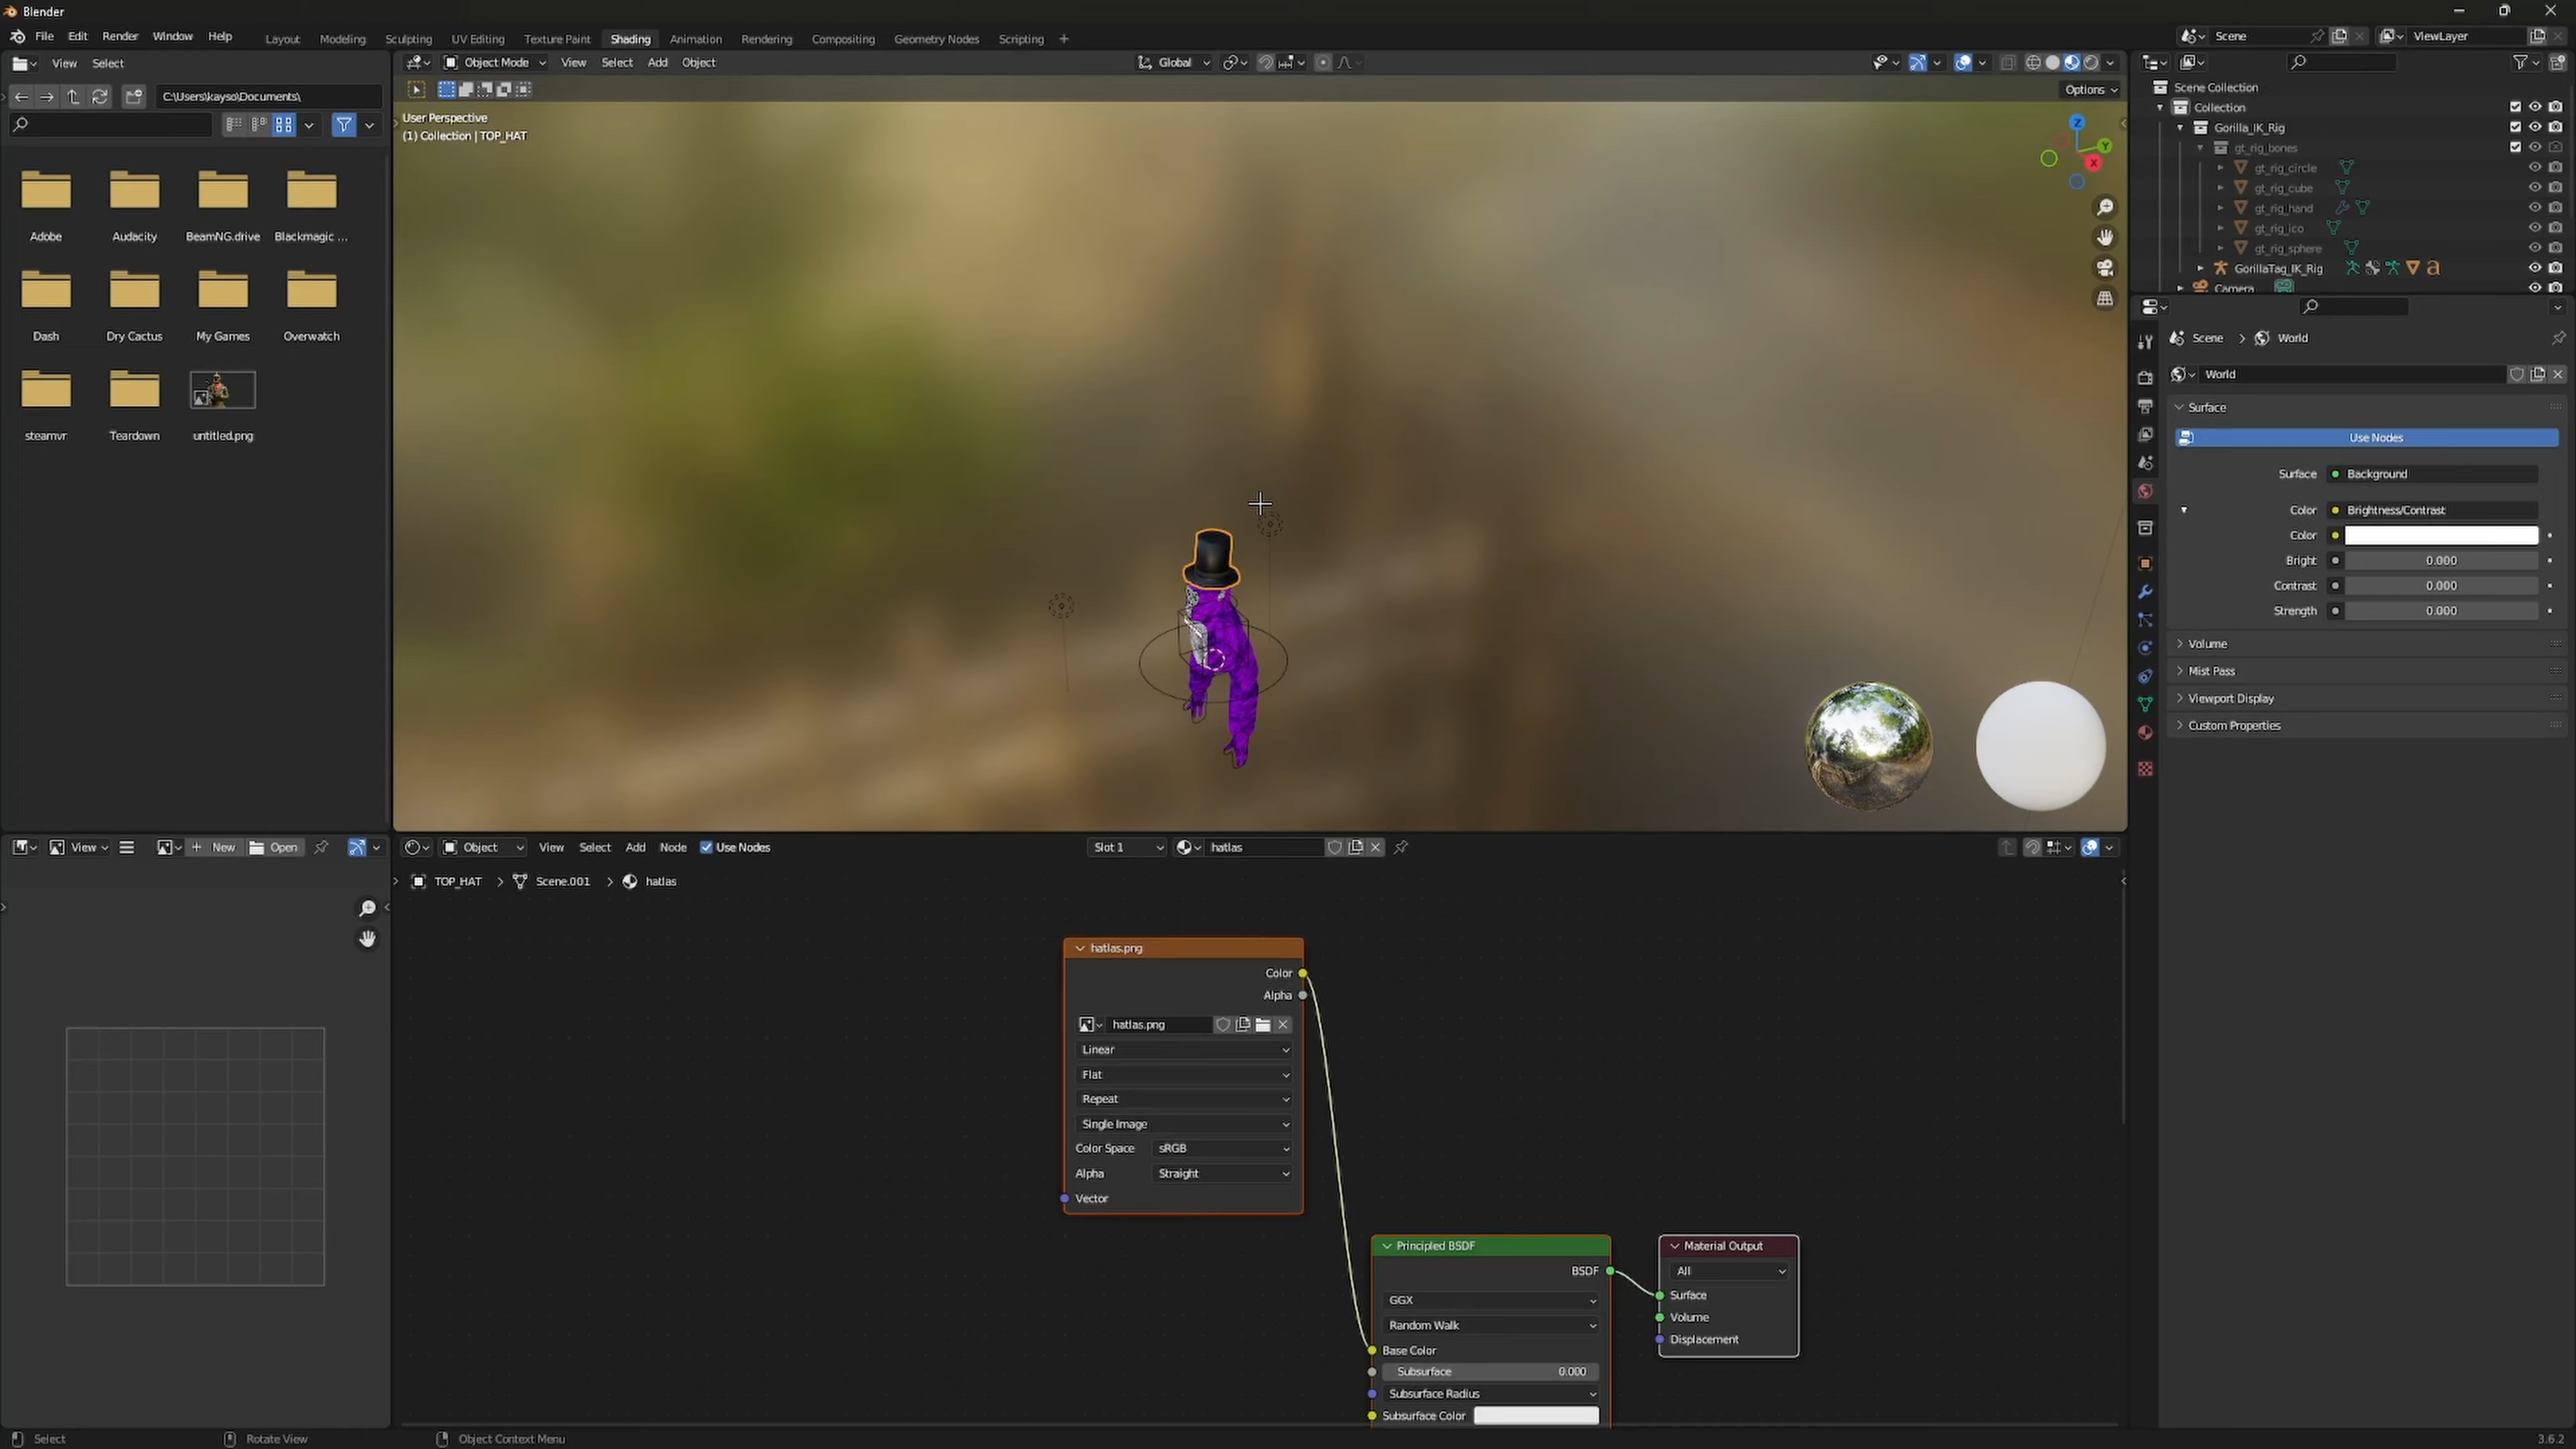 Blender
File Edit Render Window Help Layout Modeling Sculpting UV Editing Texture Paint Shading Animation Rendering Compositing Geometry Nodes Scripting + Scene ViewLayer
View Select
C:\Users\kayso\Documents\
Adobe Audacity BeamNG.drive Blackmagic ...
Dash Dry Cactus My Games Overwatch
steamvr Teardown untitled.png
Object Mode View Select Add Object Global
Options
User Perspective
(1) Collection | TOP_HAT
Z
Y
X
Scene Collection
Collection
Gorilla_IK_Rig
gt_rig_bones
gt_rig_circle
gt_rig_cube
gt_rig_hand
gt_rig_ico
gt_rig_sphere
GorillaTag_IK_Rig
Camera
Scene > World
World
Surface
Use Nodes
Surface Background
Color Brightness/Contrast
Color
Bright 0.000
Contrast 0.000
Strength 0.000
Volume
Mist Pass
Viewport Display
Custom Properties
View + New Open
Object View Select Add Node Use Nodes Slot 1 hatlas
TOP_HAT > Scene.001 > hatlas
hatlas.png
Color
Alpha
hatlas.png
Linear
Flat
Repeat
Single Image
Color Space sRGB
Alpha Straight
Vector
Principled BSDF
BSDF
GGX
Random Walk
Base Color
Subsurface 0.000
Subsurface Radius
Subsurface Color
Material Output
All
Surface
Volume
Displacement
Select Rotate View Object Context Menu 3.6.2